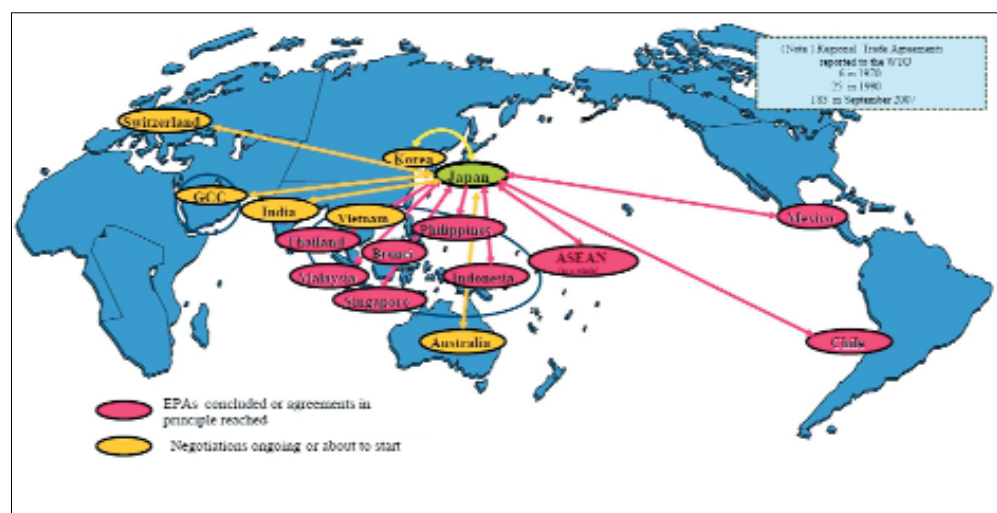 (Note ) Regional Trade Agreements
reported to the WTO
6 in 1970
25 in 1990
185 in September 2007
Switzerland
Korea
Japan
GCC
India
Vietnam
Mexico
Philippines
Thailand
Brunei
ASEAN
Malaysia
Indonesia
Singapore
Australia
Chile
EPAs concluded or agreements in
principle reached
Negotiations ongoing or about to start